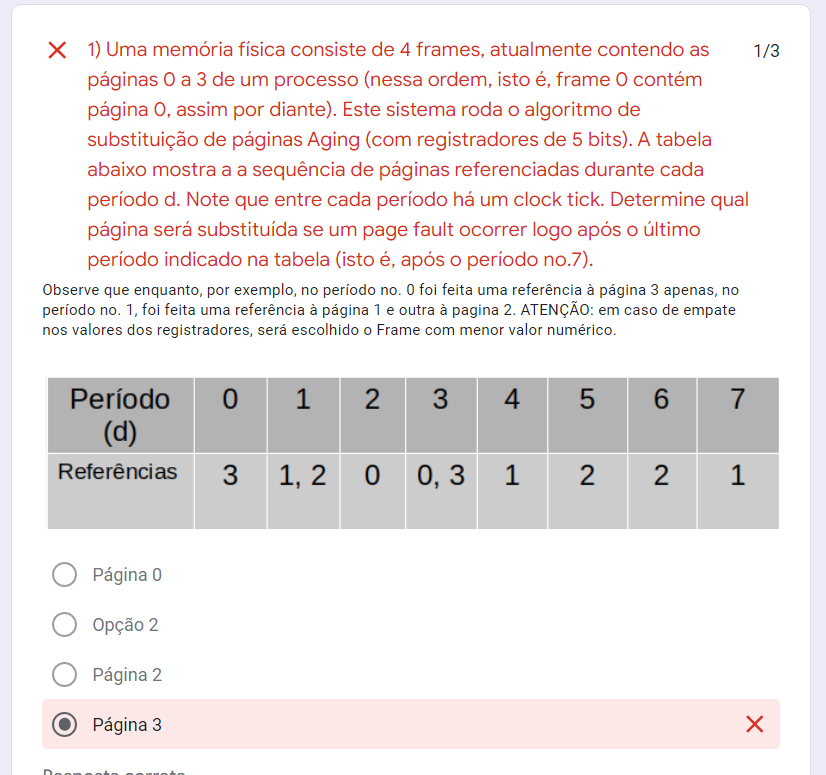 1) Uma memória física consiste de 4 frames, atualmente contendo as
1/3
páginas 0 a 3 de um processo (nessa ordem, isto é, frame 0 contém
página 0, assim por diante). Este sistema roda o algoritmo de
substituição de páginas Aging (com registradores de 5 bits). A tabela
abaixo mostra a a sequência de páginas referenciadas durante cada
período d. Note que entre cada período há um clock tick. Determine qual
página será substituída se um page fault ocorrer logo após o último
período indicado na tabela (isto é, após o período no.7).
Observe que enquanto, por exemplo, no período no. 0 foi feita uma referência à página 3 apenas, no
período no. 1, foi feita uma referência à página 1 e outra à pagina 2. ATENÇÃO: em caso de empate
nos valores dos registradores, será escolhido o Frame com menor valor numérico.
Período (d) 0 1 2 3 4 5 6 7
Referências 3 1, 2 0 0, 3 1 2 2 1
Página 0
Opção 2
Página 2
Página 3
Resposta correta